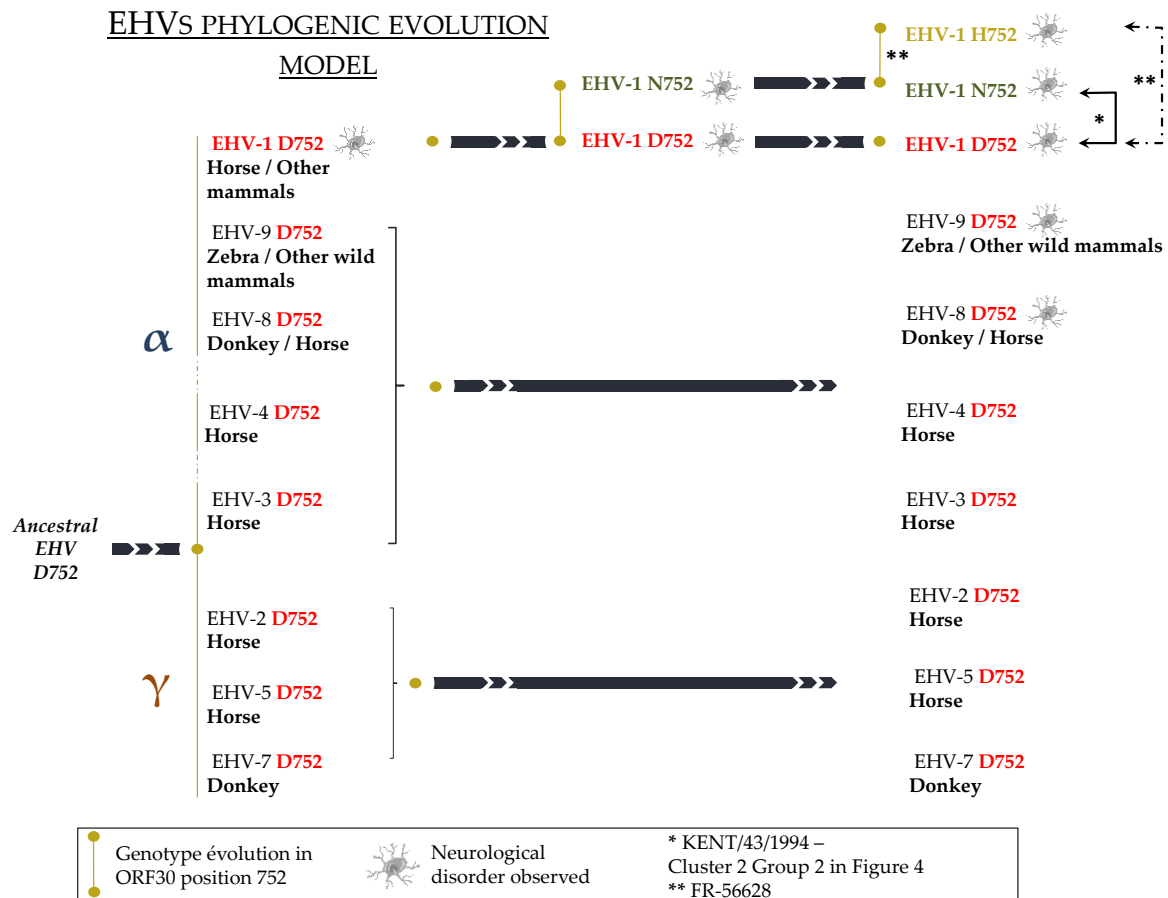 EHVS PHYLOGENIC EVOLUTION
MODEL
EHV-1 H752
**
EHV-1 N752
EHV-1 N752
**
*
EHV-1 D752
Horse / Other
mammals
EHV-1 D752
EHV-1 D752
EHV-9 D752
Zebra / Other wild
mammals
EHV-9 D752
Zebra / Other wild mammals
α
EHV-8 D752
Donkey / Horse
EHV-8 D752
Donkey / Horse
EHV-4 D752
Horse
EHV-4 D752
Horse
EHV-3 D752
Horse
EHV-3 D752
Horse
Ancestral
EHV
D752
EHV-2 D752
Horse
EHV-2 D752
Horse
γ
EHV-5 D752
Horse
EHV-5 D752
Horse
EHV-7 D752
Donkey
EHV-7 D752
Donkey
Genotype évolution in
ORF30 position 752
Neurological
disorder observed
* KENT/43/1994 –
Cluster 2 Group 2 in Figure 4
** FR-56628